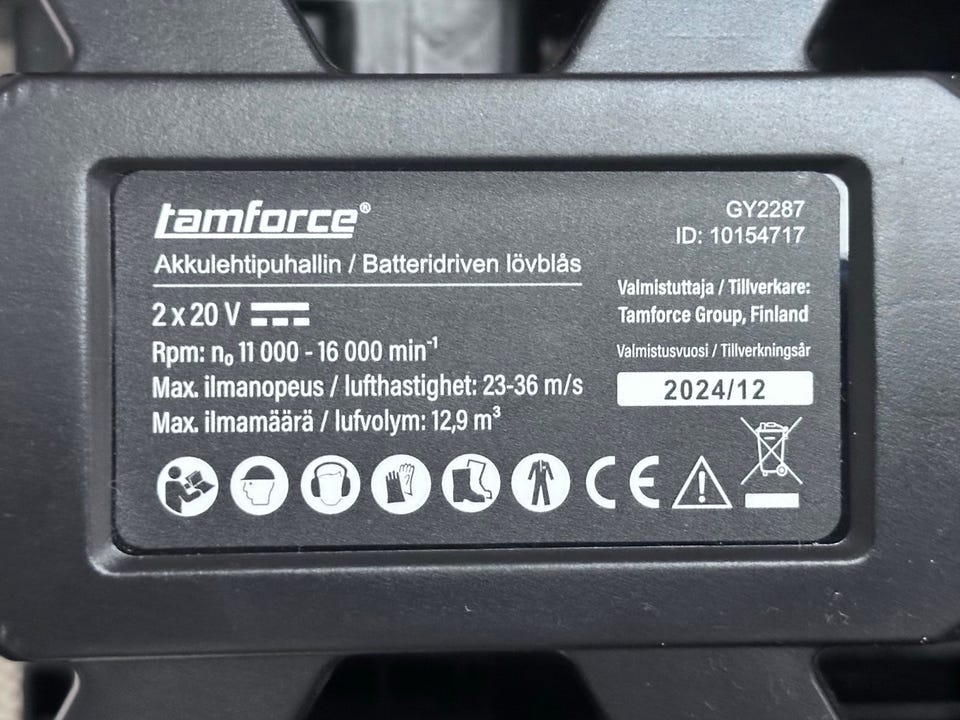 tamforce®
Akkulehtipuhallin / Batteridriven lövblås
2 x 20 V
Rpm: n₀ 11 000 - 16 000 min⁻¹
Max. ilmanopeus / lufthastighet: 23-36 m/s
Max. ilmamäärä / lufvolym: 12,9 m³
GY2287
ID: 10154717
Valmistuttaja / Tillverkare:
Tamforce Group, Finland
Valmistusvuosi / Tillverkningsår
2024/12
CE